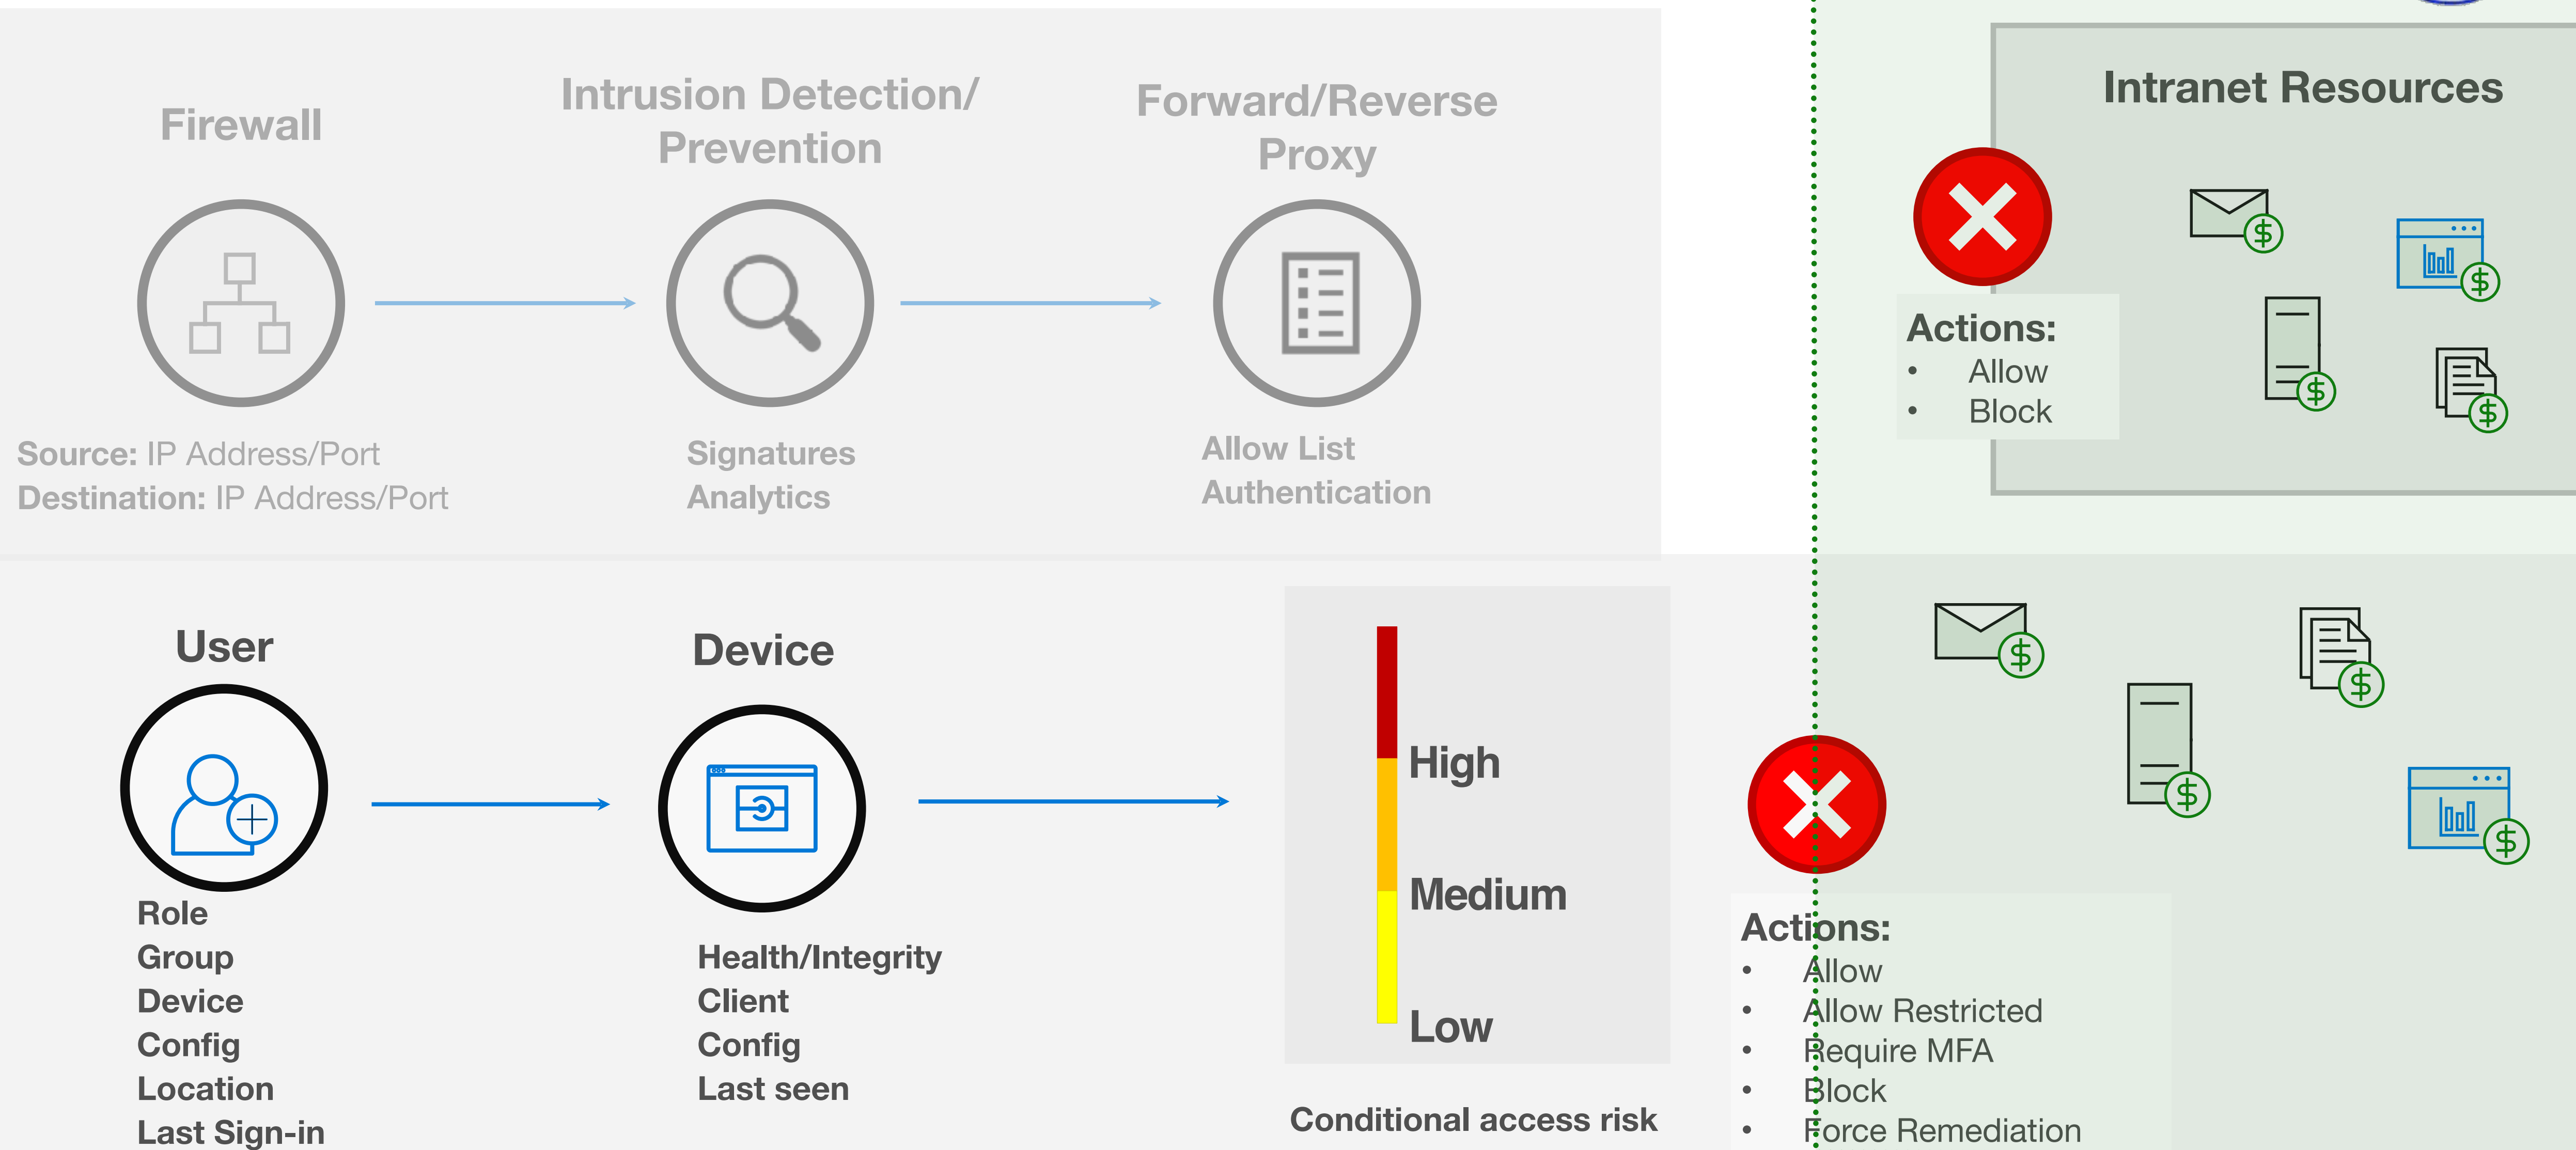 Firewall
Intrusion Detection/
Prevention
Forward/Reverse
Proxy
Source: IP Address/Port
Destination: IP Address/Port
Signatures
Analytics
Allow List
Authentication
Intranet Resources
Actions:
• Allow
• Block
User
Role
Group
Device
Config
Location
Last Sign-in
Device
Health/Integrity
Client
Config
Last seen
High
Medium
Low
Conditional access risk
Actions:
• Allow
• Allow Restricted
• Require MFA
• Block
• Force Remediation